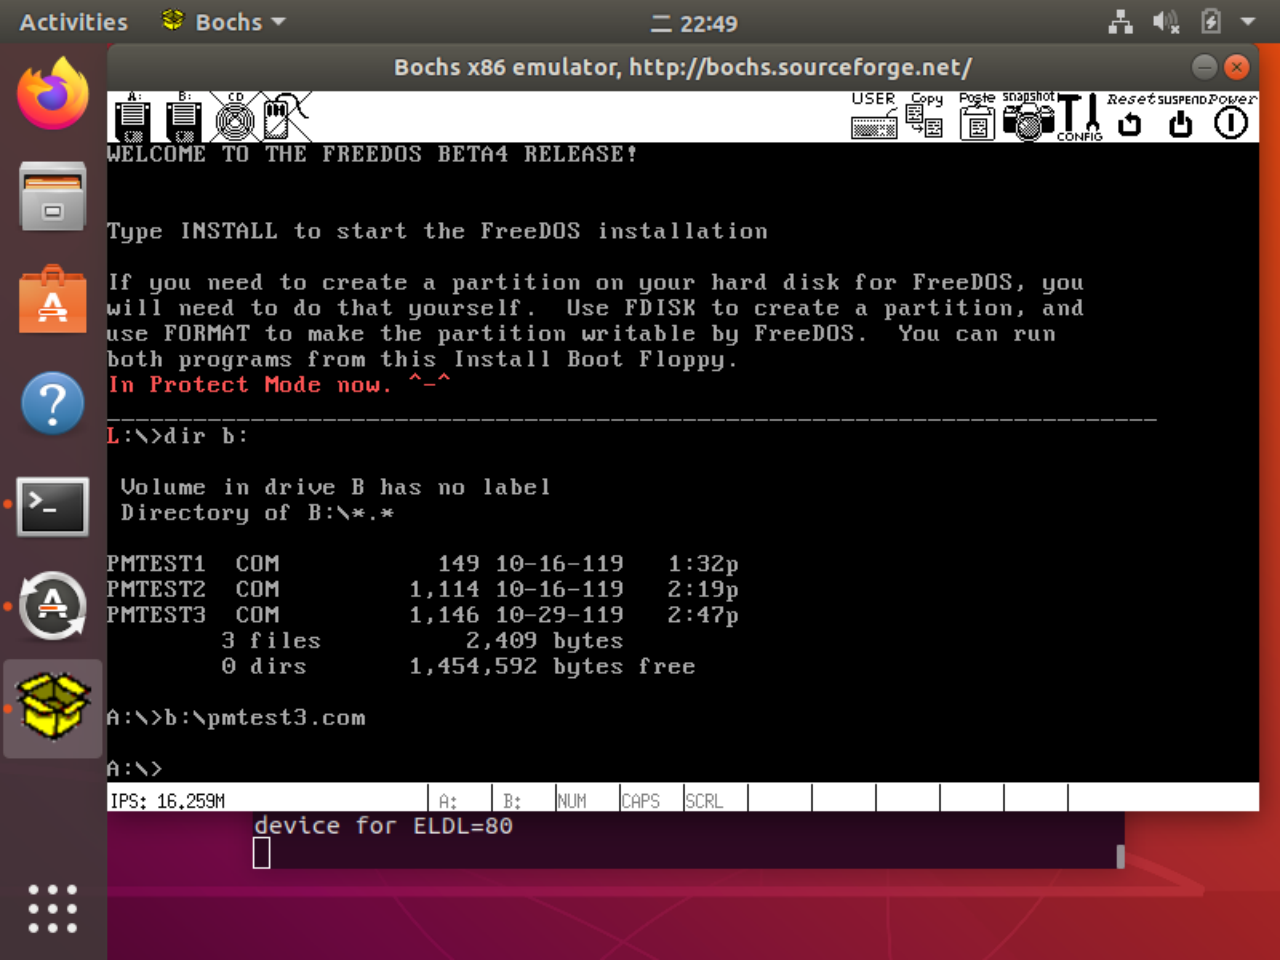 Activities Bochs 二 22:49
Bochs x86 emulator, http://bochs.sourceforge.net/
A: B: CD USER Copy Paste snapshot CONFIG Reset SUSPEND Power
WELCOME TO THE FREEDOS BETA4 RELEASE!
Type INSTALL to start the FreeDOS installation
If you need to create a partition on your hard disk for FreeDOS, you
will need to do that yourself.  Use FDISK to create a partition, and
use FORMAT to make the partition writable by FreeDOS.  You can run
both programs from this Install Boot Floppy.
In Protect Mode now. ^-^
L:\>dir b:
Volume in drive B has no label
Directory of B:\*.*
PMTEST1  COM 149 10-16-119 1:32p
PMTEST2  COM 1,114 10-16-119 2:19p
PMTEST3  COM 1,146 10-29-119 2:47p
3 files 2,409 bytes
0 dirs 1,454,592 bytes free
A:\>b:\pmtest3.com
A:\>
IPS: 16.259M A: B: NUM CAPS SCRL
device for ELDL=80